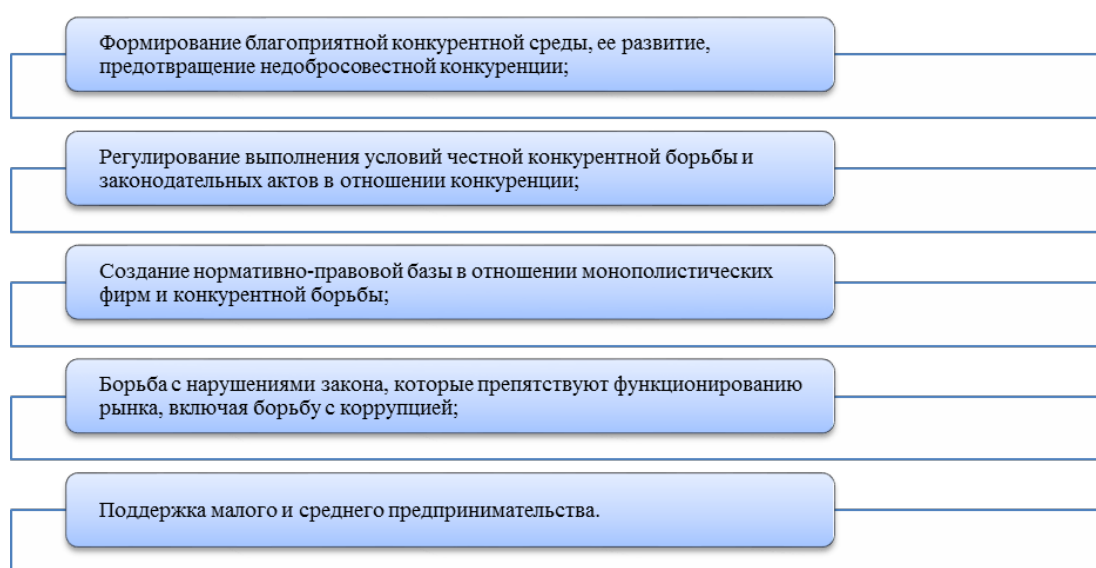 Формирование благоприятной конкурентной среды, ее развитие,
предотвращение недобросовестной конкуренции;
Регулирование выполнения условий честной конкурентной борьбы и
законодательных актов в отношении конкуренции;
Создание нормативно-правовой базы в отношении монополистических
фирм и конкурентной борьбы;
Борьба с нарушениями закона, которые препятствуют функционированию
рынка, включая борьбу с коррупцией;
Поддержка малого и среднего предпринимательства.